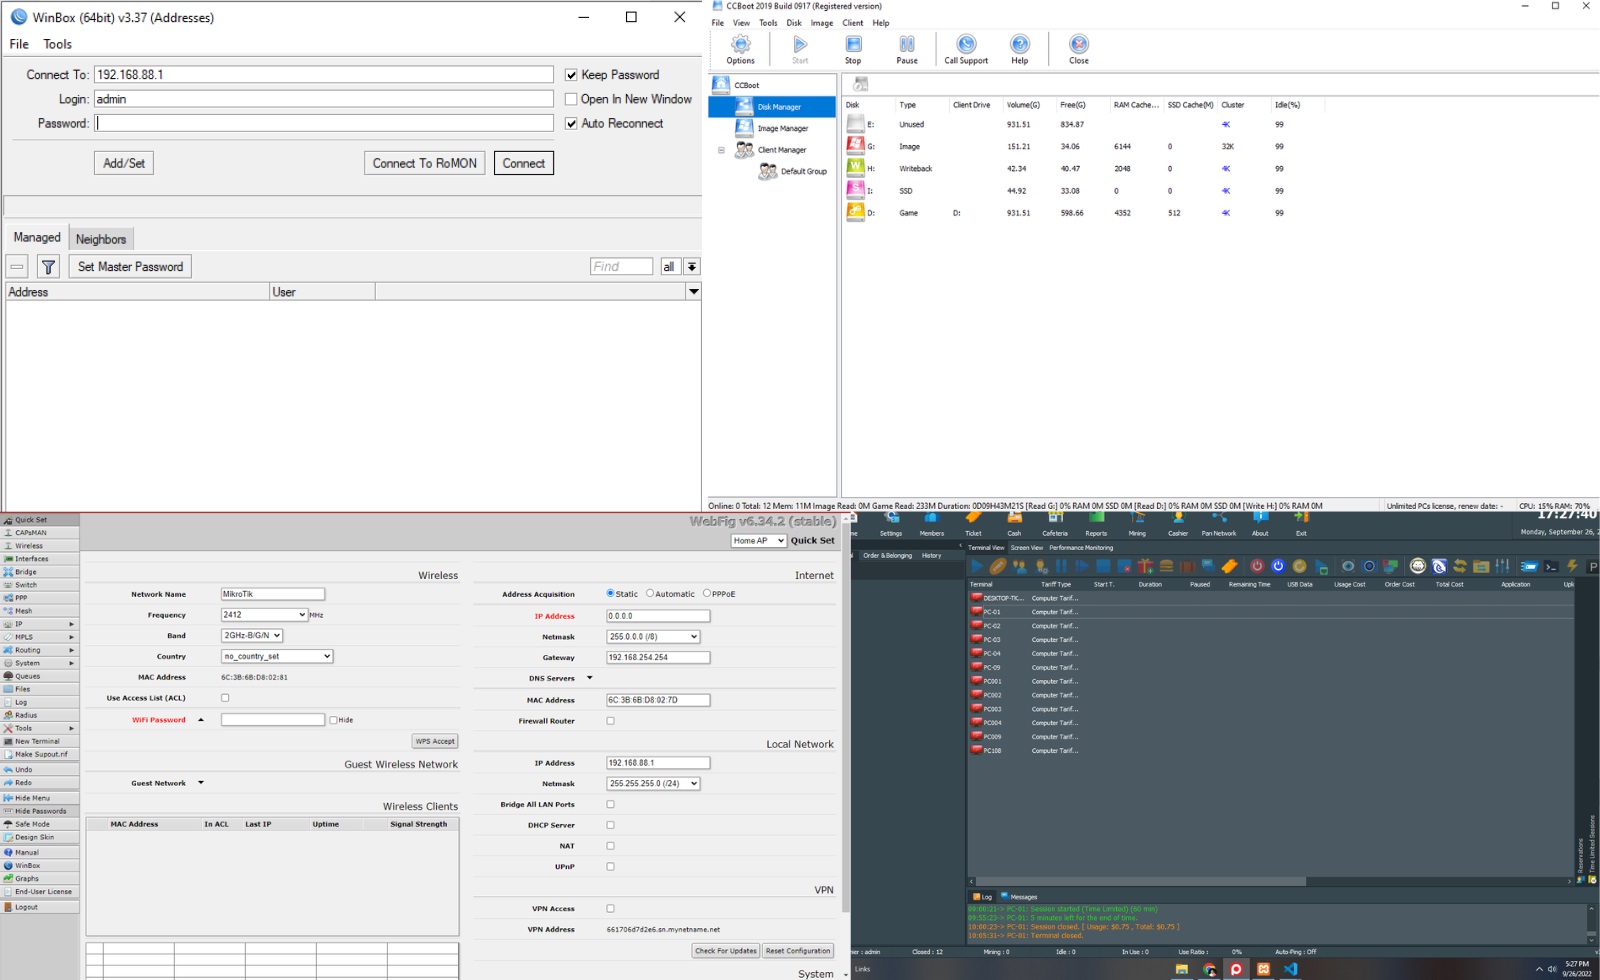 WinBox (64bit) v3.37 (Addresses)
File Tools
Connect To: 192.168.88.1
Keep Password
Login: admin
Open In New Window
Password:
Auto Reconnect
Add/Set
Connect To RoMON
Connect
Managed Neighbors
Set Master Password
Find
all
Address User
CCBoot 2019 Build 0917 (Registered version)
File View Tools Disk Image Client Help
Options Start Stop Pause Call Support Help Close
CCBoot
Disk Manager
Image Manager
Client Manager
Default Group
Disk Type Client Drive Volume(G) Free(G) RAM Cache... SSD Cache(M) Cluster Idle(%)
E: Unused 931.51 834.87 4K 99
G: Image 151.21 34.06 6144 0 32K 99
H: Writeback 42.34 40.47 2048 0 4K 99
I: SSD 44.92 33.08 0 0 4K 99
D: Game D: 931.51 598.66 4352 512 4K 99
Online: 0 Total: 12 Mem: 11M Image Read: 0M Game Read: 233M Duration: 0D09H43M21S [Read G:] 0% RAM 0M SSD 0M [Read D:] 0% RAM 0M SSD 0M [Write H:] 0% RAM 0M
Unlimited PCs license, renew date: -
CPU: 15% RAM: 70%
Quick Set
CAPsMAN
Wireless
Interfaces
Bridge
Switch
PPP
Mesh
IP
MPLS
Routing
System
Queues
Files
Log
Radius
Tools
New Terminal
Make Supout.rif
Undo
Redo
Hide Menu
Hide Passwords
Safe Mode
Design Skin
Manual
WinBox
Graphs
End-User License
Logout
WebFig v6.34.2 (stable)
Home AP Quick Set
Wireless
Network Name MikroTik
Frequency 2412 MHz
Band 2GHz-B/G/N
Country no_country_set
MAC Address 6C:3B:6B:D8:02:81
Use Access List (ACL)
WiFi Password Hide
WPS Accept
Guest Wireless Network
Guest Network
Wireless Clients
MAC Address In ACL Last IP Uptime Signal Strength
Internet
Address Acquisition Static Automatic PPPoE
IP Address 0.0.0.0
Netmask 255.0.0.0 (/8)
Gateway 192.168.254.254
DNS Servers
MAC Address 6C:3B:6B:D8:02:7D
Firewall Router
Local Network
IP Address 192.168.88.1
Netmask 255.255.255.0 (/24)
Bridge All LAN Ports
DHCP Server
NAT
UPnP
VPN
VPN Access
VPN Address 661706d7d2e6.sn.mynetname.net
Check For Updates Reset Configuration
System
Settings Members Ticket Cash Cafeteria Reports Mining Cashier Pan Network About Exit
17:27:40
Monday, September 26, 2
Order & Belonging History
Terminal View Screen View Performance Monitoring
Terminal Tariff Type Start T. Duration Paused Remaining Time USB Data Usage Cost Order Cost Total Cost Application Upl
DESKTOP-TK... Computer Tarif...
PC-01 Computer Tarif...
PC-02 Computer Tarif...
PC-03 Computer Tarif...
PC-04 Computer Tarif...
PC-09 Computer Tarif...
PC001 Computer Tarif...
PC002 Computer Tarif...
PC003 Computer Tarif...
PC004 Computer Tarif...
PC009 Computer Tarif...
PC108 Computer Tarif...
Reservations
Time Limited Sessions
Log Messages
09:00:21-> PC-01: Session started (Time Limited) (60 min)
09:55:23-> PC-01: 5 minutes left for the end of time.
10:00:23-> PC-01: Session closed. [ Usage: $0.75 , Total: $0.75 ]
10:05:31-> PC-01: Terminal closed.
er : admin Closed : 12 Mining : 0 Idle : 0 In Use : 0 Use Ratio : 0% Auto-Ping : Off
Links
5:27 PM
9/26/2022